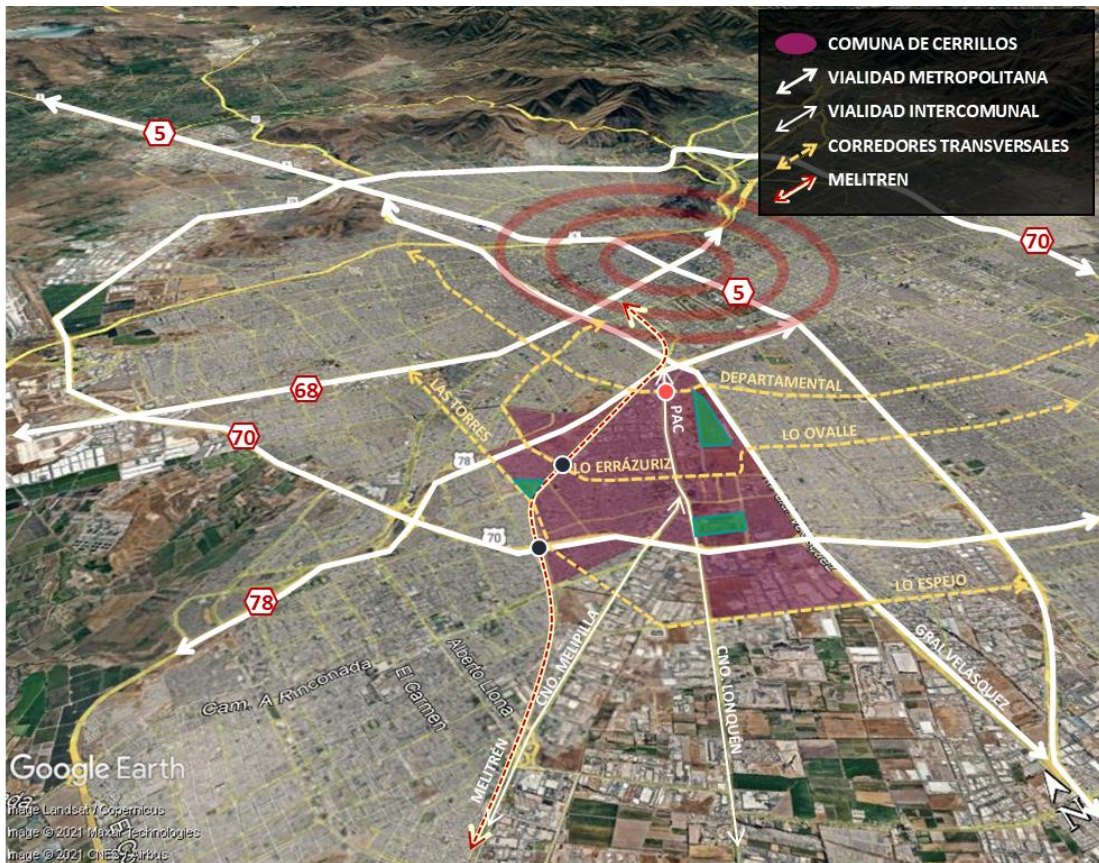 COMUNA DE CERRILLOS
VIALIDAD METROPOLITANA
VIALIDAD INTERCOMUNAL
CORREDORES TRANSVERSALES
MELITREN
5
70
5
68
DEPARTAMENTAL
LAS TORRES
PAC
LO OVALLE
70
78
LO ERRÁZURIZ
70
LO ESPEJO
78
GRAL VELÁSQUEZ
CNO. MELIPILLA
CNO. LONQUÉN
Cam. A Rinconada
El Carmen
Alberto Llona
MELITRÉN
Google Earth
Image Landsat / Copernicus
Image © 2021 Maxar Technologies
Image © 2021 CNES / Airbus
N